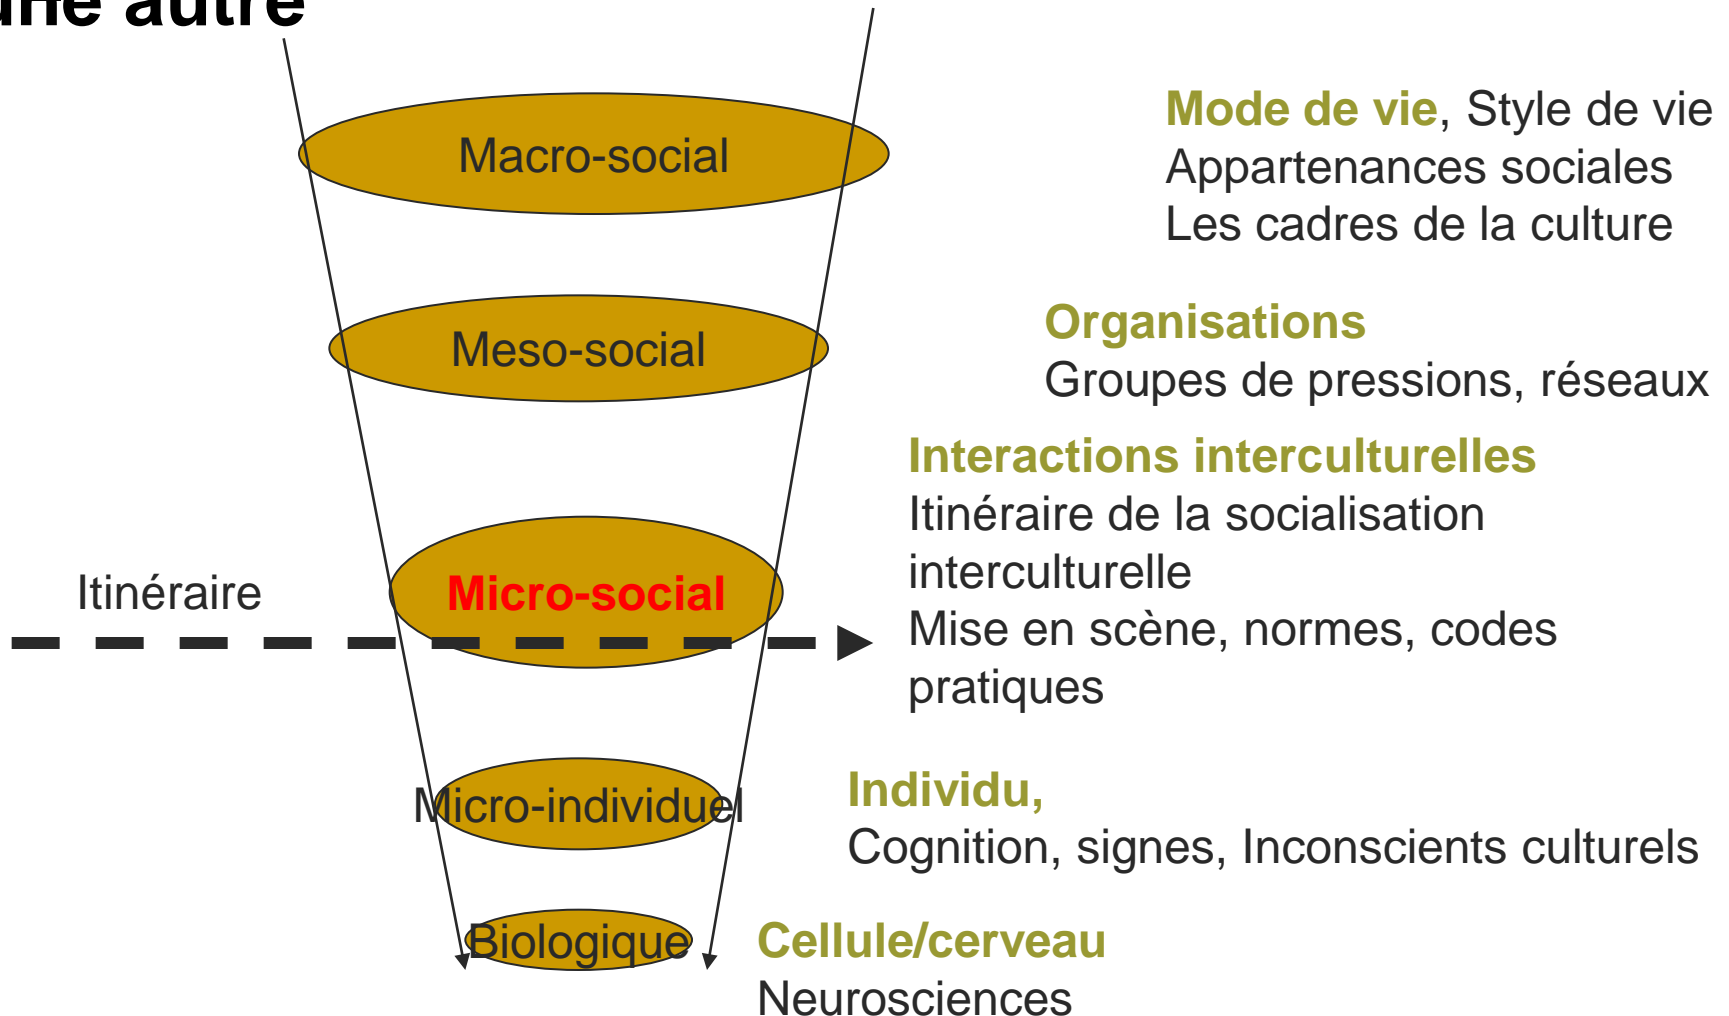 une autre
Macro-social
Mode de vie, Style de vie
Appartenances sociales
Les cadres de la culture
Meso-social
Organisations
Groupes de pressions, réseaux
Itinéraire
Micro-social
Interactions interculturelles
Itinéraire de la socialisation
interculturelle
Mise en scène, normes, codes
pratiques
Micro-individuel
Individu,
Cognition, signes, Inconscients culturels
Biologique
Cellule/cerveau
Neurosciences